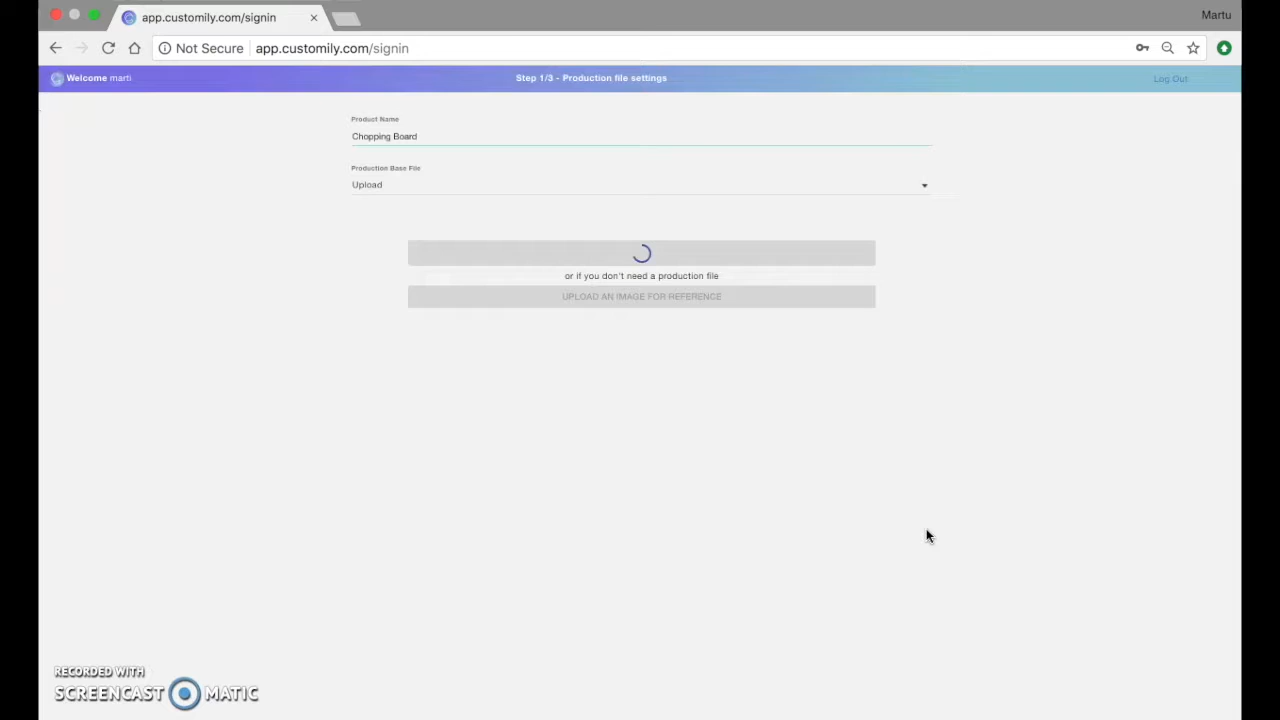 app.customily.com/signin
Martu
Not Secure app.customily.com/signin
Welcome marti
Step 1/3 - Production file settings
Log Out
Product Name
Chopping Board
Production Base File
Upload
or if you don't need a production file
UPLOAD AN IMAGE FOR REFERENCE
RECORDED WITH
SCREENCAST MATIC